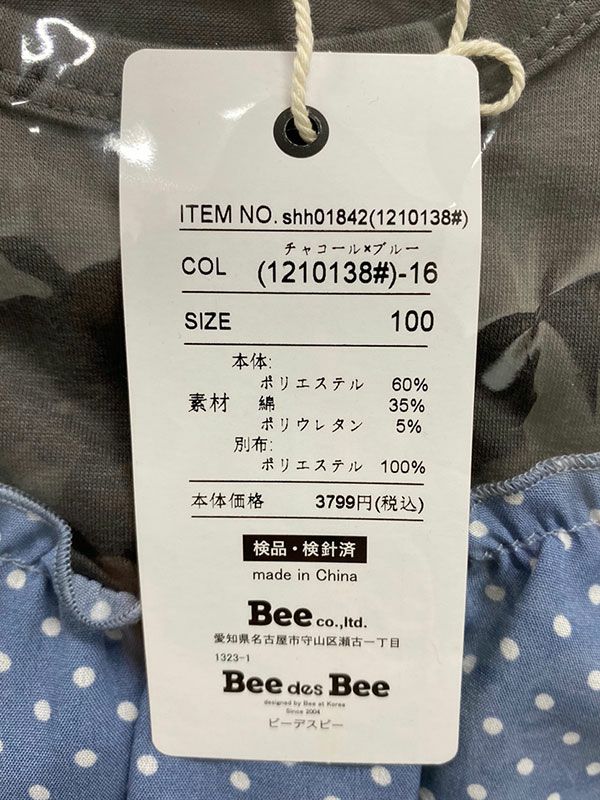 ITEM NO. shh01842(1210138#)
チャコール×ブルー
COL (1210138#)-16
SIZE 100
本体:
ポリエステル 60%
素材 綿 35%
ポリウレタン 5%
別布:
ポリエステル 100%
本体価格 3799円(税込)
検品・検針済
made in China
Bee co.,ltd.
愛知県名古屋市守山区瀬古一丁目
1323-1
Bee des Bee
designed by Bee at Korea
Since 2004
ビーデスビー